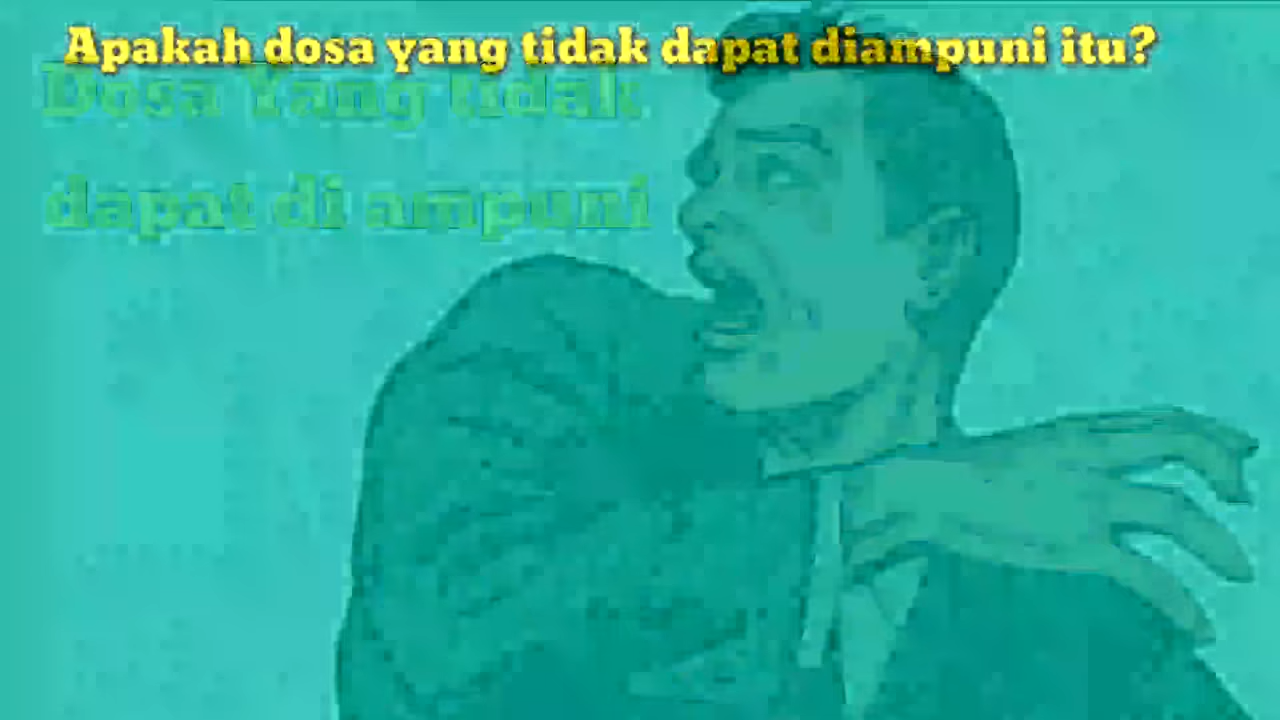 Apakah dosa yang tidak dapat diampuni itu?
Dosa Yang tidak
dapat di ampuni